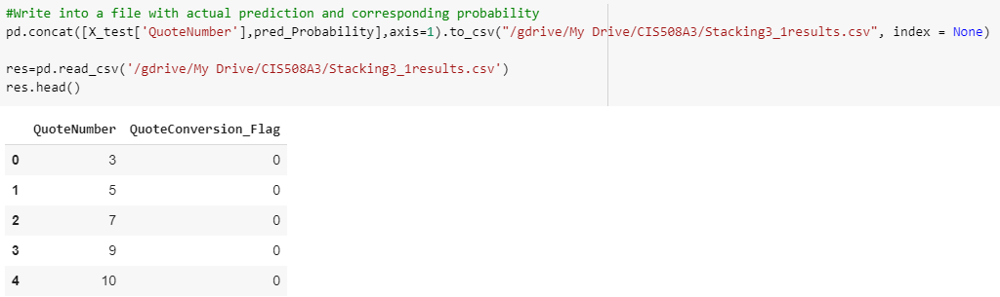 #Write into a file with actual prediction and corresponding probability
pd.concat([X_test['QuoteNumber'],pred_Probability],axis=1).to_csv("/gdrive/My Drive/CIS508A3/Stacking3_1results.csv", index = None)
res=pd.read_csv('/gdrive/My Drive/CIS508A3/Stacking3_1results.csv')
res.head()
QuoteNumber QuoteConversion_Flag
0 3 0
1 5 0
2 7 0
3 9 0
4 10 0